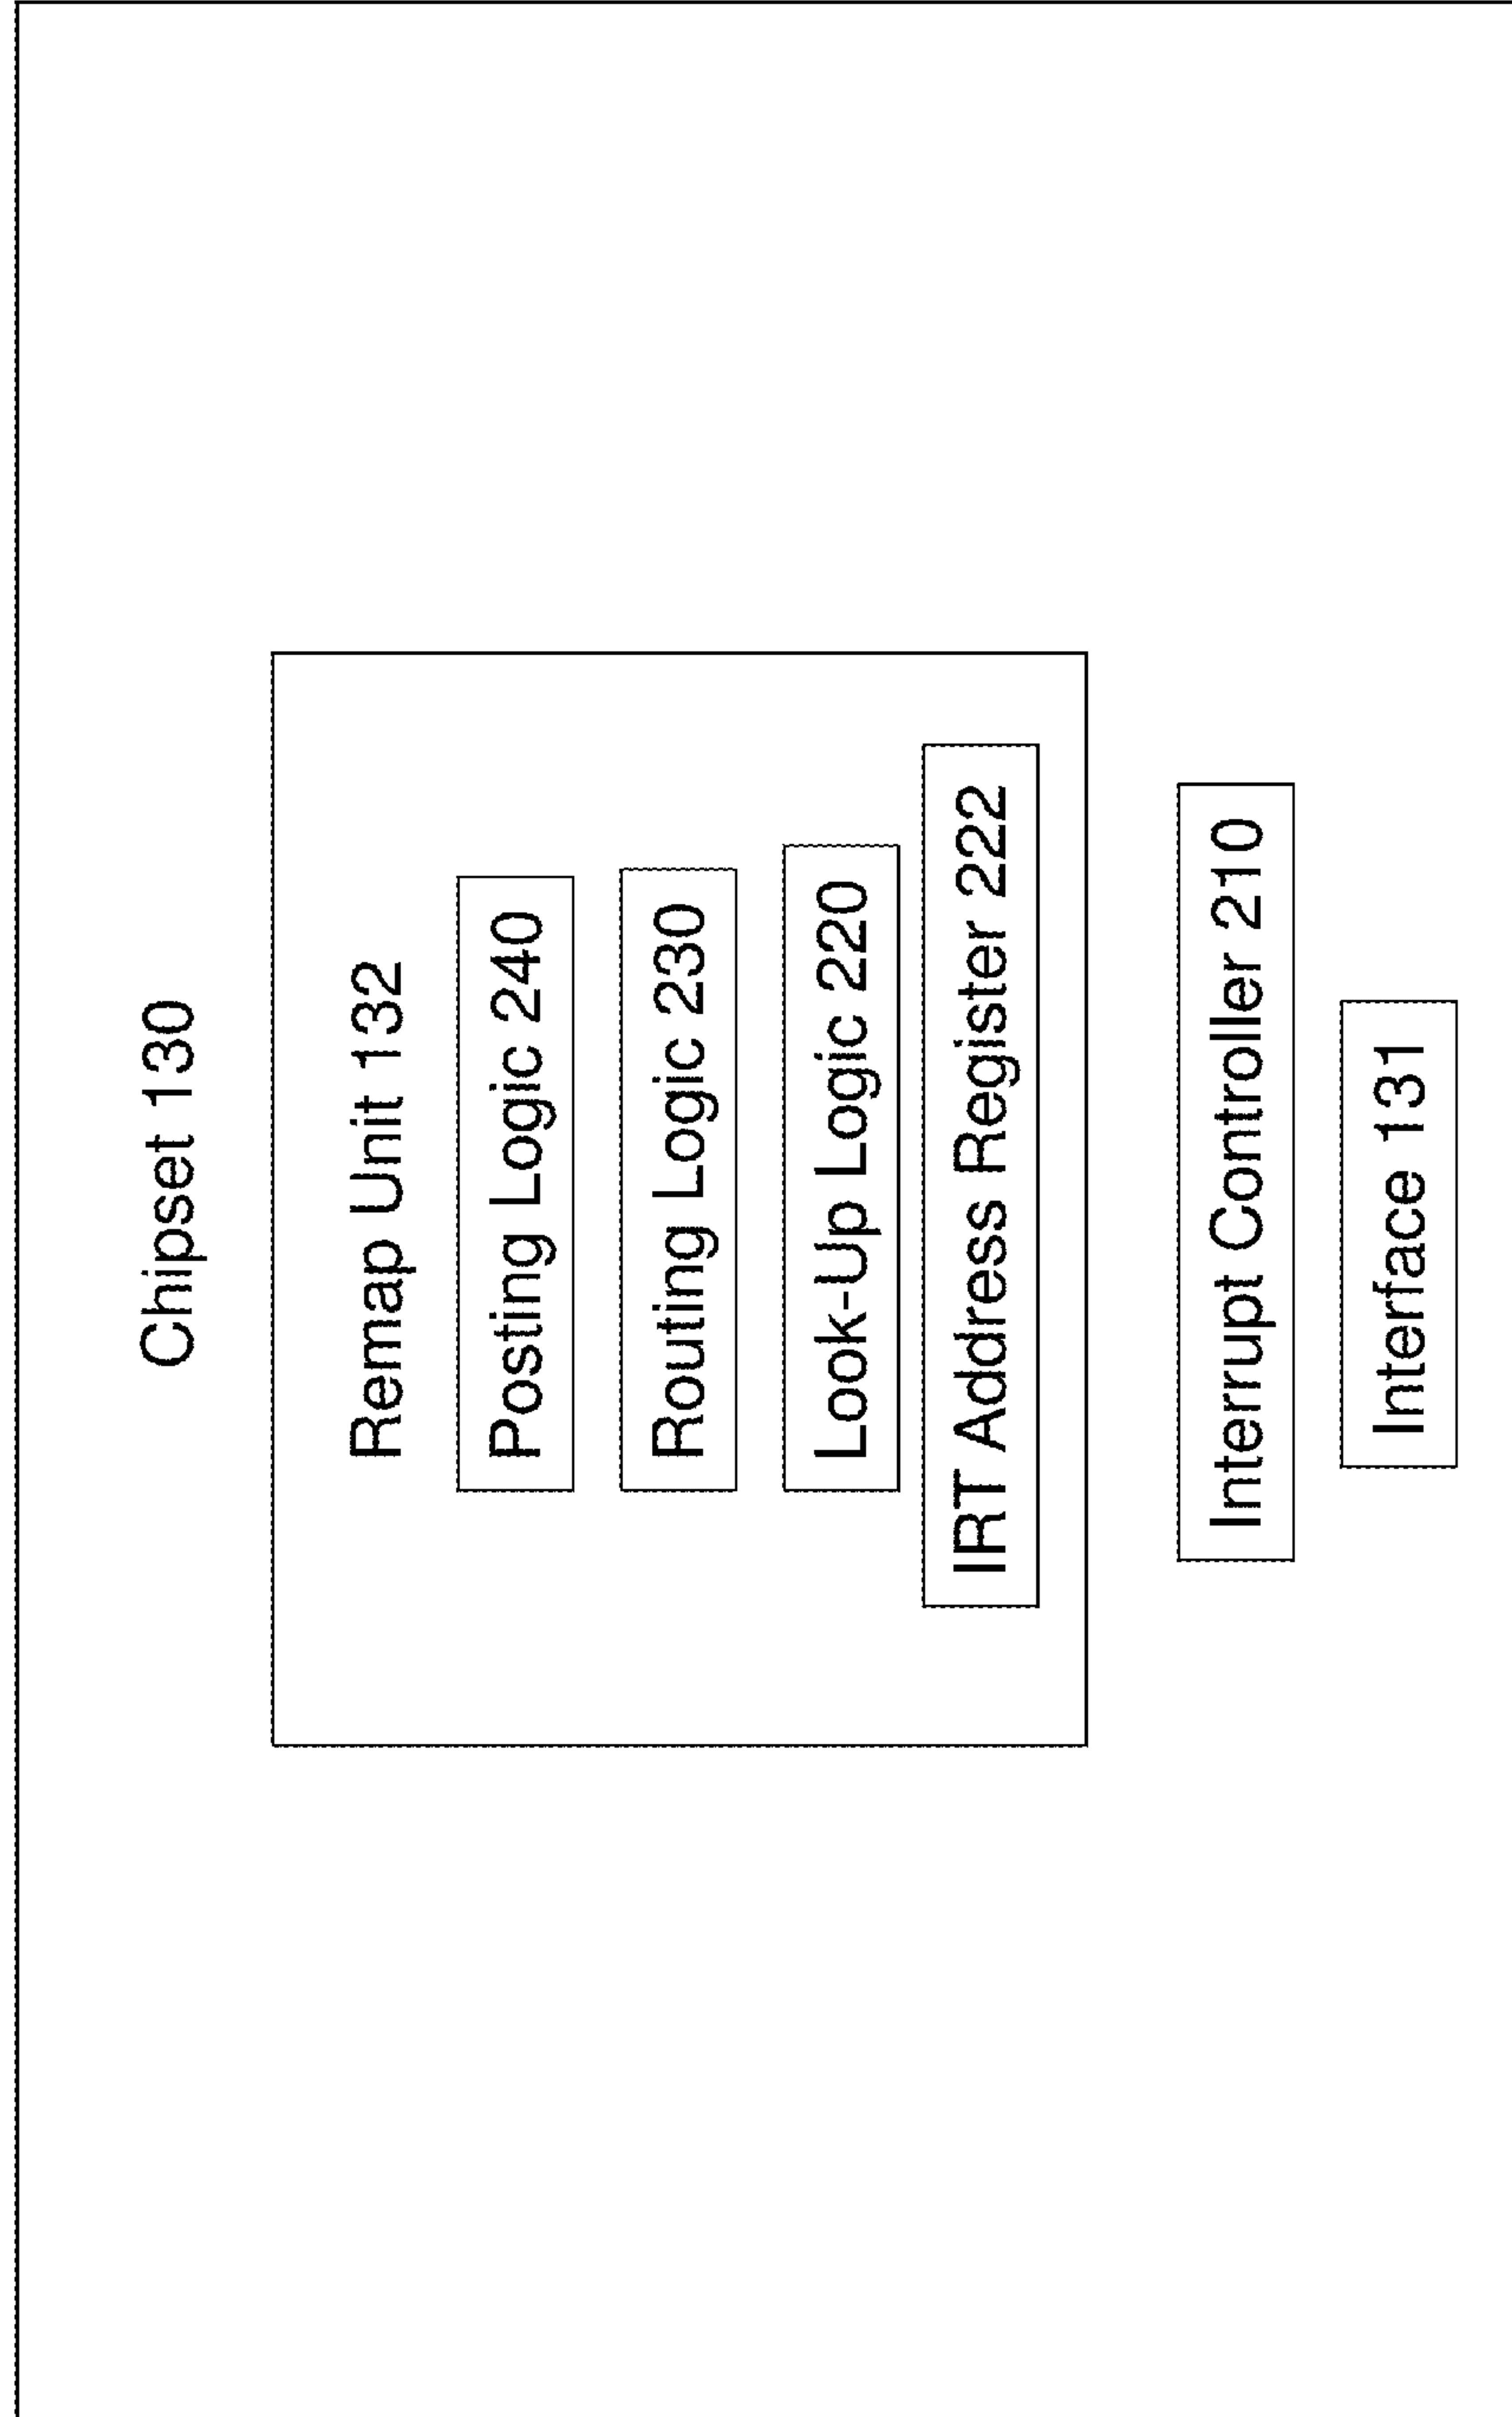 Chipset 130
Remap Unit 132
Posting Logic 240
Routing Logic 230
Look-Up Logic 220
IRT Address Register 222
Interrupt Controller 210
Interface 131